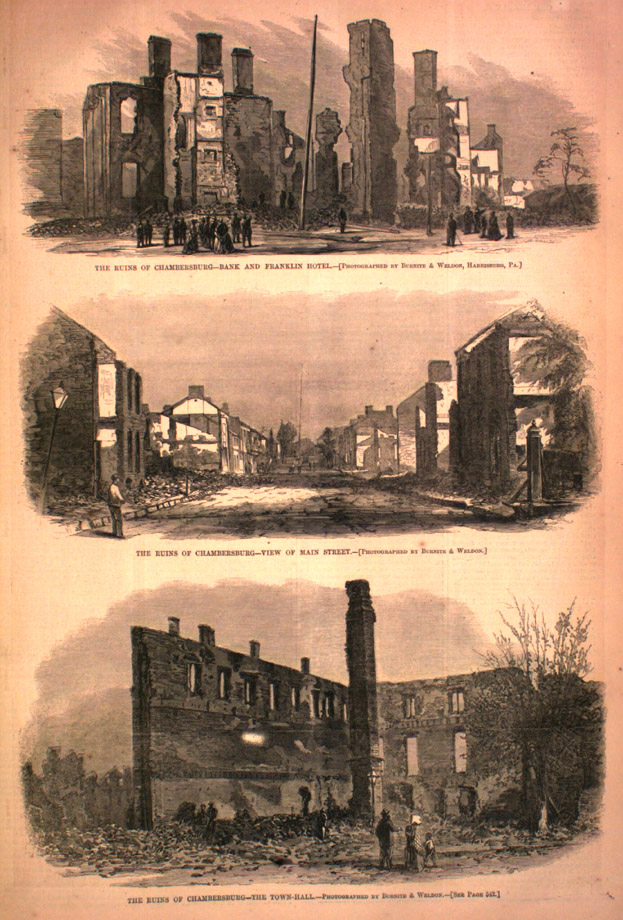 THE RUINS OF CHAMBERSBURG—BANK AND FRANKLIN HOTEL.—[PHOTOGRAPHED BY BURNITE & WELDON, HARRISBURG, PA.]
THE RUINS OF CHAMBERSBURG—VIEW OF MAIN STREET.—[PHOTOGRAPHED BY BURNITE & WELDON.]
THE RUINS OF CHAMBERSBURG—THE TOWN-HALL.—PHOTOGRAPHED BY BURNITE & WELDON.—[SEE PAGE 542.]